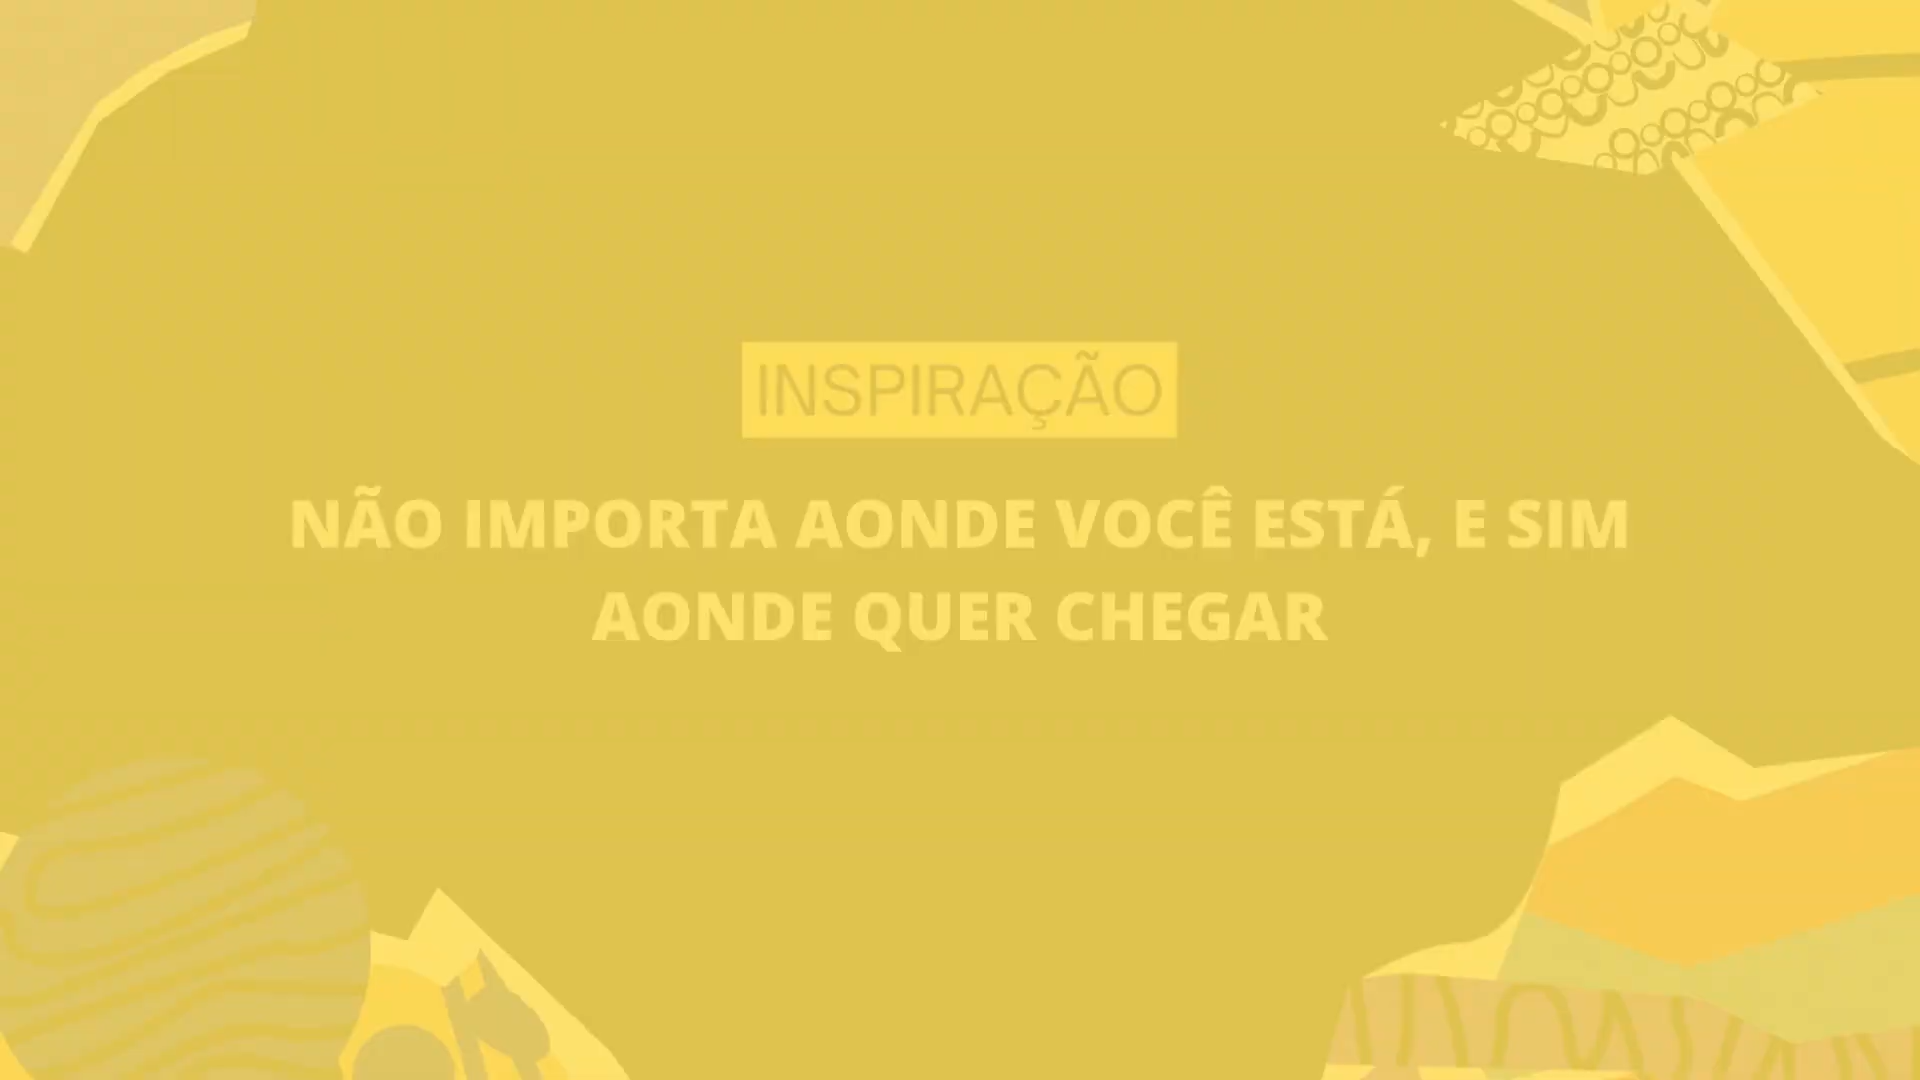 INSPIRAÇÃO
NÃO IMPORTA AONDE VOCÊ ESTÁ, E SIM
AONDE QUER CHEGAR